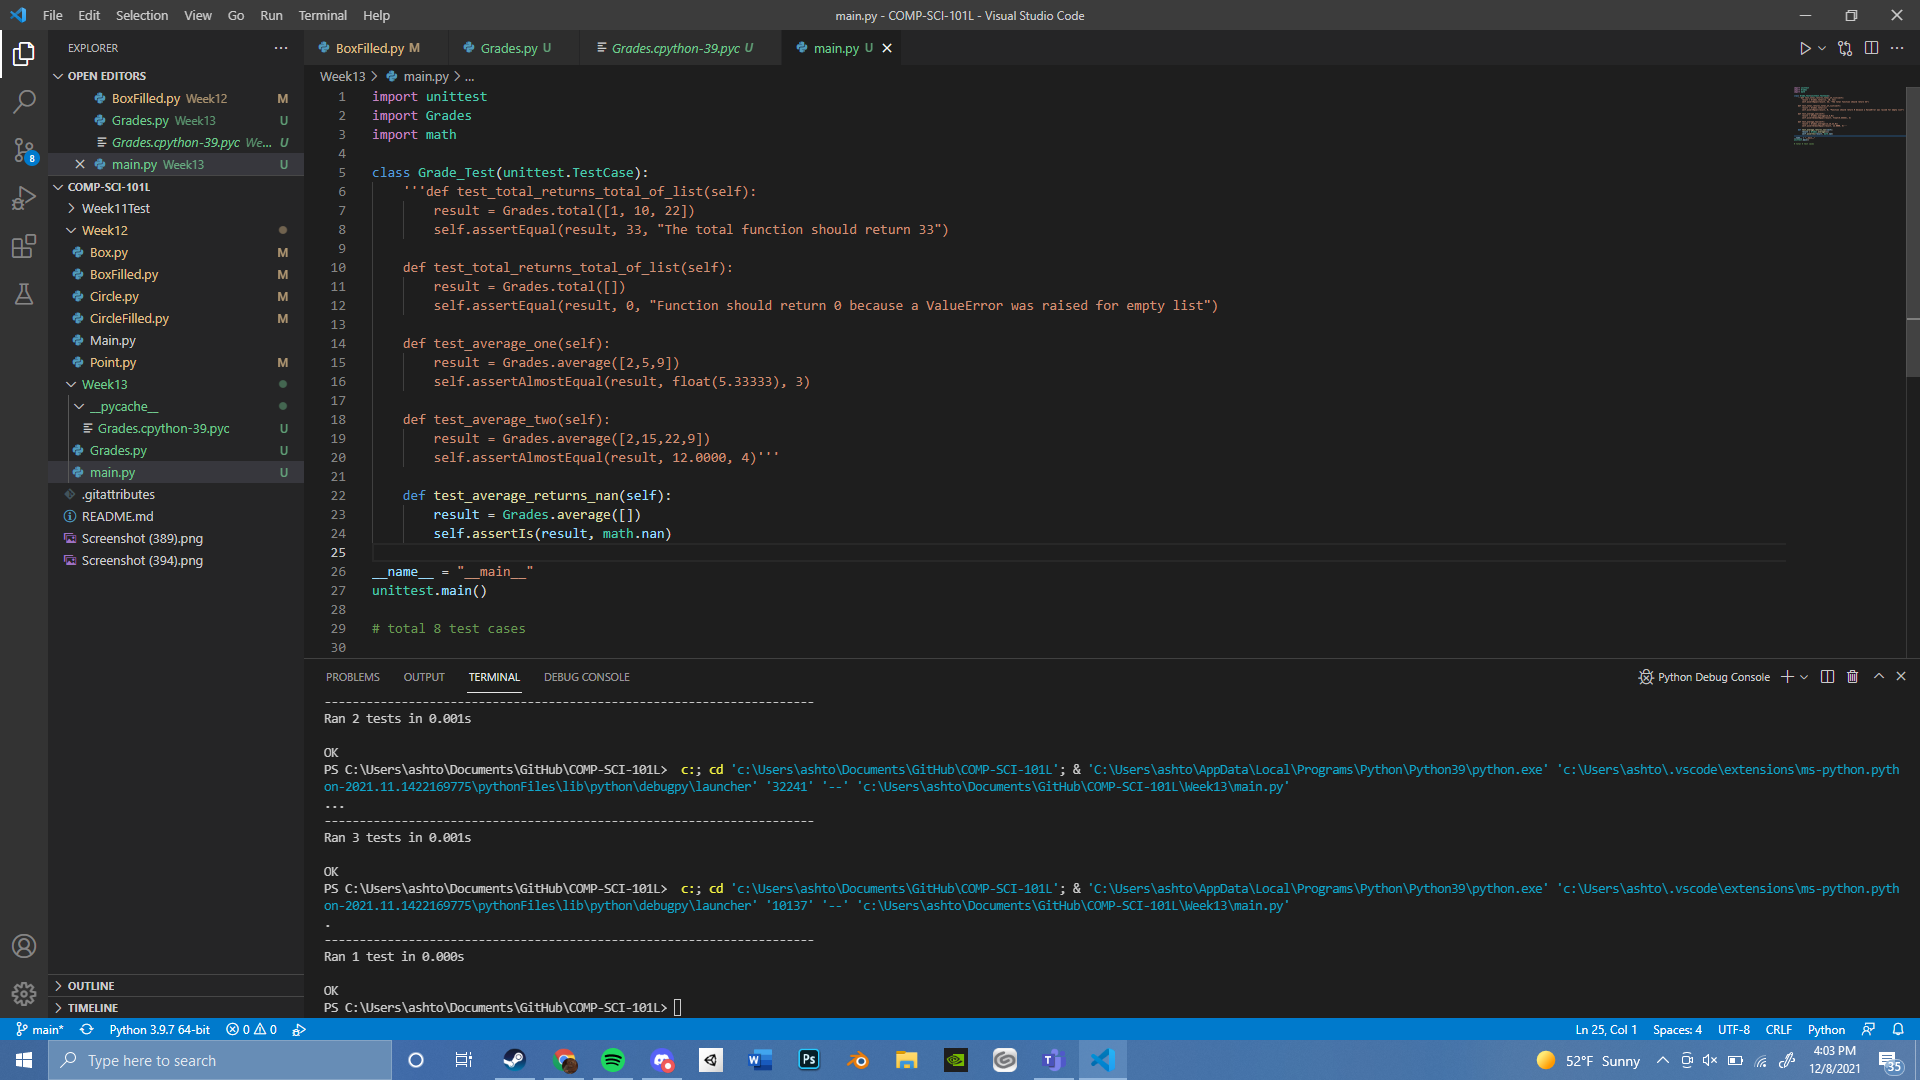 File Edit Selection View Go Run Terminal Help
main.py - COMP-SCI-101L - Visual Studio Code
EXPLORER
OPEN EDITORS
BoxFilled.py Week12 M
Grades.py Week13 U
Grades.cpython-39.pyc We... U
main.py Week13 U
COMP-SCI-101L
Week11Test
Week12
Box.py M
BoxFilled.py M
Circle.py M
CircleFilled.py M
Main.py
Point.py M
Week13
__pycache__
Grades.cpython-39.pyc U
Grades.py U
main.py U
.gitattributes
README.md
Screenshot (389).png
Screenshot (394).png
OUTLINE
TIMELINE
8
BoxFilled.py M Grades.py U Grades.cpython-39.pyc U main.py U
Week13 > main.py > ...
1 import unittest
2 import Grades
3 import math
4
5 class Grade_Test(unittest.TestCase):
6 '''def test_total_returns_total_of_list(self):
7 result = Grades.total([1, 10, 22])
8 self.assertEqual(result, 33, "The total function should return 33")
9
10 def test_total_returns_total_of_list(self):
11 result = Grades.total([])
12 self.assertEqual(result, 0, "Function should return 0 because a ValueError was raised for empty list")
13
14 def test_average_one(self):
15 result = Grades.average([2,5,9])
16 self.assertAlmostEqual(result, float(5.33333), 3)
17
18 def test_average_two(self):
19 result = Grades.average([2,15,22,9])
20 self.assertAlmostEqual(result, 12.0000, 4)'''
21
22 def test_average_returns_nan(self):
23 result = Grades.average([])
24 self.assertIs(result, math.nan)
25
26 __name__ = "__main__"
27 unittest.main()
28
29 # total 8 test cases
30
PROBLEMS OUTPUT TERMINAL DEBUG CONSOLE
Python Debug Console
----------------------------------------------------------------------
Ran 2 tests in 0.001s
OK
PS C:\Users\ashto\Documents\GitHub\COMP-SCI-101L> c:; cd 'c:\Users\ashto\Documents\GitHub\COMP-SCI-101L'; & 'C:\Users\ashto\AppData\Local\Programs\Python\Python39\python.exe' 'c:\Users\ashto\.vscode\extensions\ms-python.pyth
on-2021.11.1422169775\pythonFiles\lib\python\debugpy\launcher' '32241' '--' 'c:\Users\ashto\Documents\GitHub\COMP-SCI-101L\Week13\main.py'
...
----------------------------------------------------------------------
Ran 3 tests in 0.001s
OK
PS C:\Users\ashto\Documents\GitHub\COMP-SCI-101L> c:; cd 'c:\Users\ashto\Documents\GitHub\COMP-SCI-101L'; & 'C:\Users\ashto\AppData\Local\Programs\Python\Python39\python.exe' 'c:\Users\ashto\.vscode\extensions\ms-python.pyth
on-2021.11.1422169775\pythonFiles\lib\python\debugpy\launcher' '10137' '--' 'c:\Users\ashto\Documents\GitHub\COMP-SCI-101L\Week13\main.py'
.
----------------------------------------------------------------------
Ran 1 test in 0.000s
OK
PS C:\Users\ashto\Documents\GitHub\COMP-SCI-101L>
main* Python 3.9.7 64-bit 0 0
Ln 25, Col 1 Spaces: 4 UTF-8 CRLF Python
Type here to search
52°F Sunny
4:03 PM
12/8/2021
35